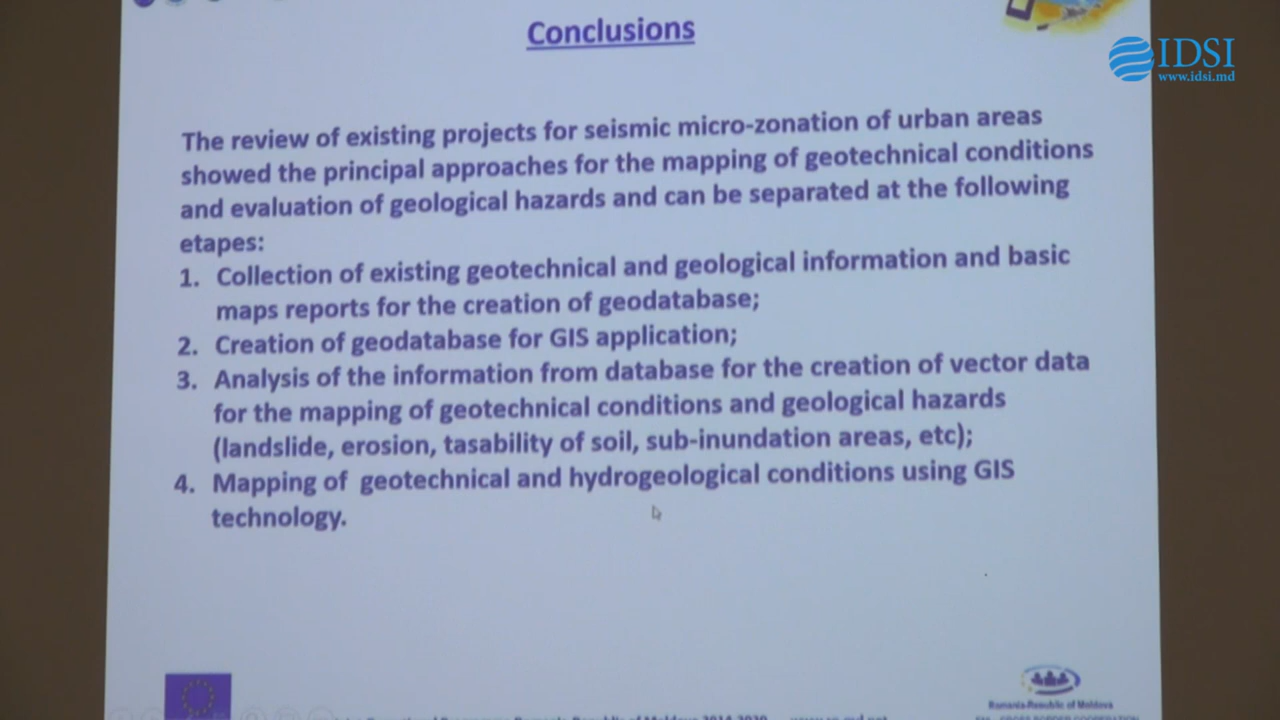 Conclusions
IDSI
www.idsi.md
The review of existing projects for seismic micro-zonation of urban areas
showed the principal approaches for the mapping of geotechnical conditions
and evaluation of geological hazards and can be separated at the following
etapes:
1. Collection of existing geotechnical and geological information and basic
maps reports for the creation of geodatabase;
2. Creation of geodatabase for GIS application;
3. Analysis of the information from database for the creation of vector data
for the mapping of geotechnical conditions and geological hazards
(landslide, erosion, tasability of soil, sub-inundation areas, etc);
4. Mapping of geotechnical and hydrogeological conditions using GIS
technology.
Romania-Republic of Moldova